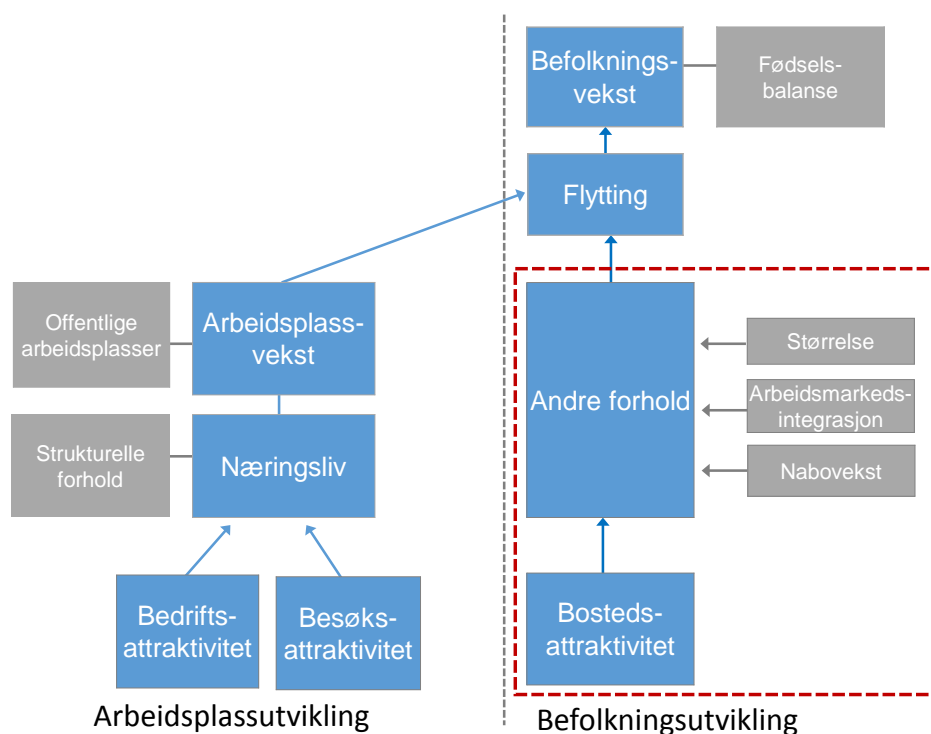 Befolknings-
vekst
Fødsels-
balanse
Flytting
Offentlige
arbeidsplasser
Arbeidsplass-
vekst
Strukturelle
forhold
Næringsliv
Bedrifts-
attraktivitet
Besøks-
attraktivitet
Arbeidsplassutvikling
Andre forhold
Størrelse
Arbeidsmarkeds-
integrasjon
Nabovekst
Bosteds-
attraktivitet
Befolkningsutvikling